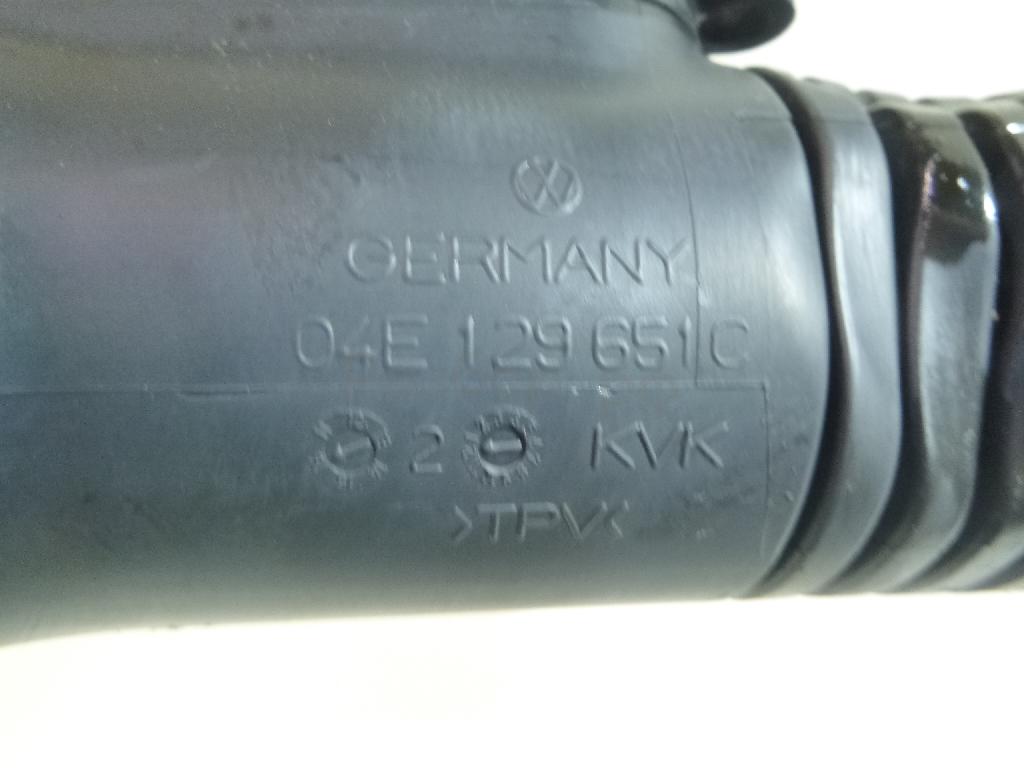 GERMANY
04E 129 651 C
2 KVK
>TPV<